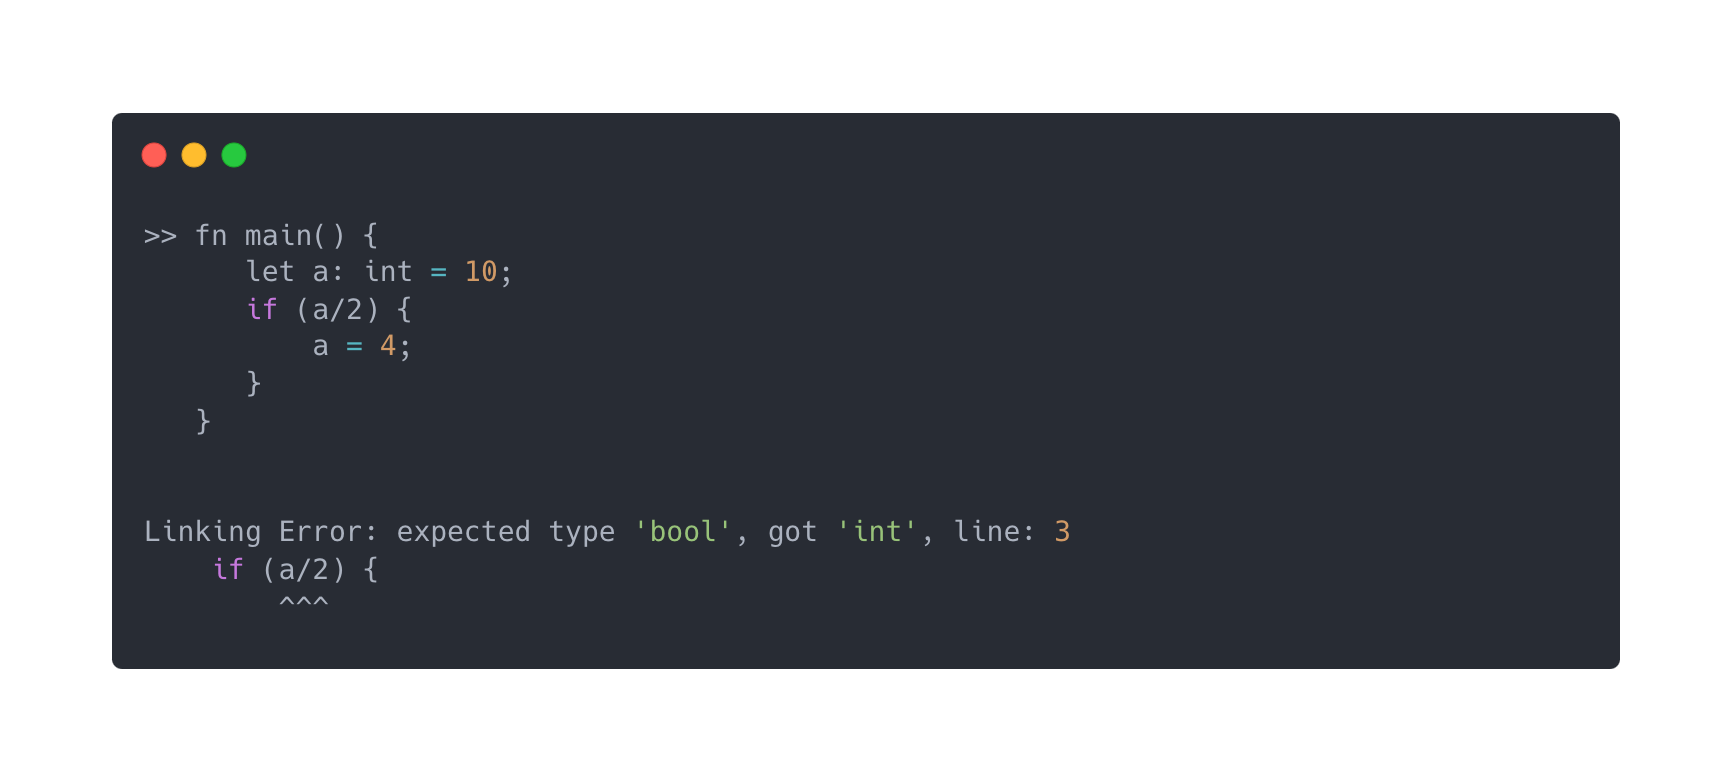 >> fn main() {
      let a: int = 10;
      if (a/2) {
          a = 4;
      }
   }
Linking Error: expected type 'bool', got 'int', line: 3
    if (a/2) {
        ^^^